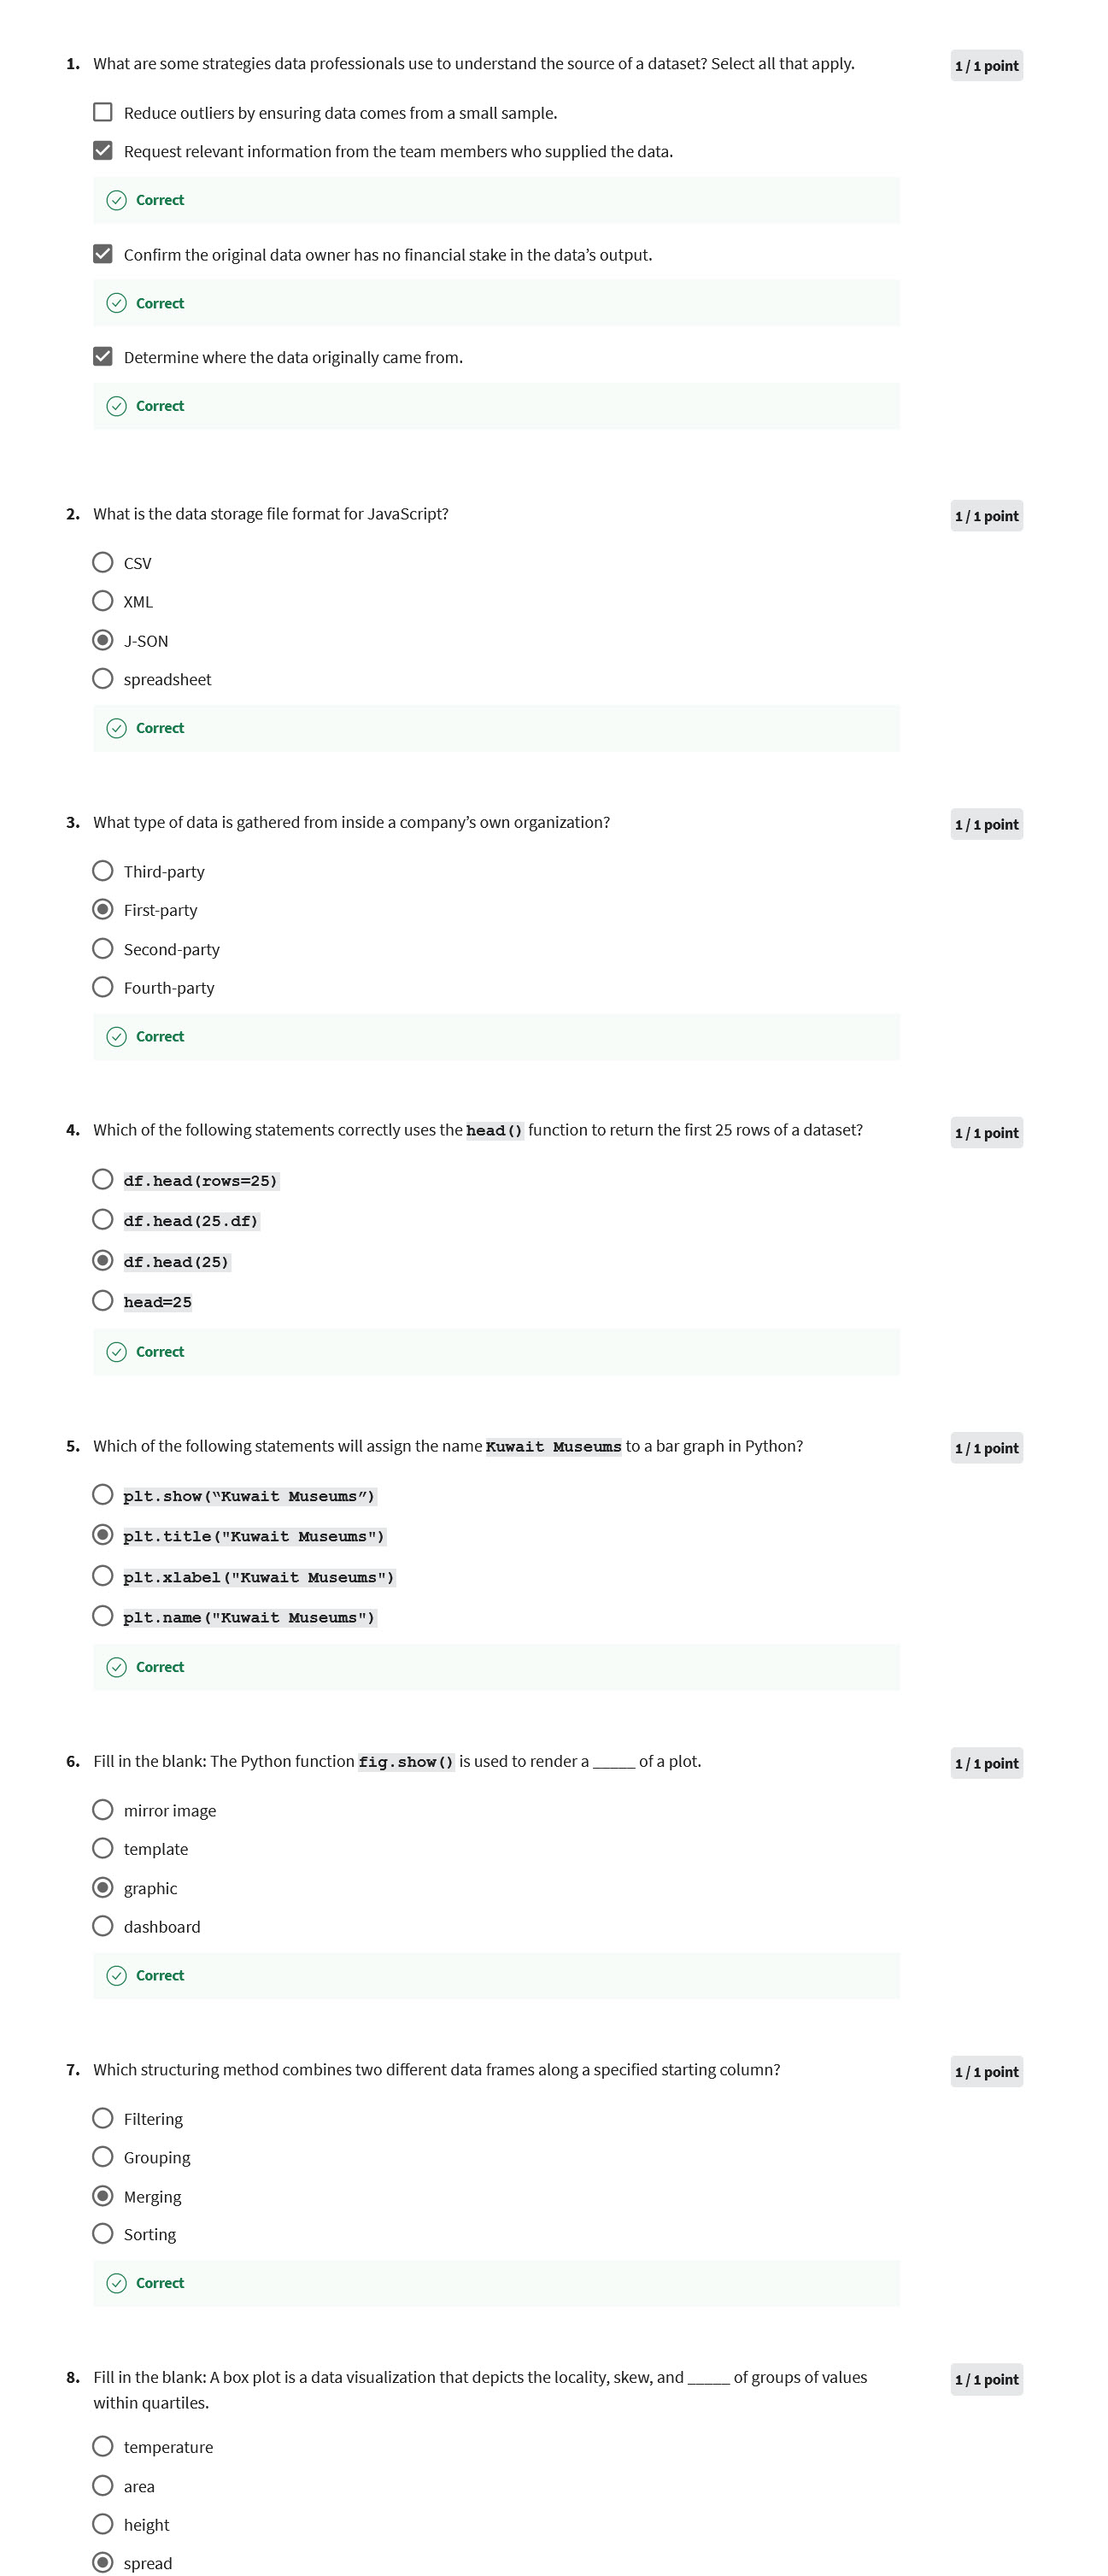 1. What are some strategies data professionals use to understand the source of a dataset? Select all that apply. 1 / 1 point
Reduce outliers by ensuring data comes from a small sample.
Request relevant information from the team members who supplied the data.
Correct
Confirm the original data owner has no financial stake in the data’s output.
Correct
Determine where the data originally came from.
Correct
2. What is the data storage file format for JavaScript? 1 / 1 point
CSV
XML
J-SON
spreadsheet
Correct
3. What type of data is gathered from inside a company’s own organization? 1 / 1 point
Third-party
First-party
Second-party
Fourth-party
Correct
4. Which of the following statements correctly uses the head() function to return the first 25 rows of a dataset? 1 / 1 point
df.head(rows=25)
df.head(25.df)
df.head(25)
head=25
Correct
5. Which of the following statements will assign the name Kuwait Museums to a bar graph in Python? 1 / 1 point
plt.show(“Kuwait Museums”)
plt.title("Kuwait Museums")
plt.xlabel("Kuwait Museums")
plt.name("Kuwait Museums")
Correct
6. Fill in the blank: The Python function fig.show() is used to render a _____ of a plot. 1 / 1 point
mirror image
template
graphic
dashboard
Correct
7. Which structuring method combines two different data frames along a specified starting column? 1 / 1 point
Filtering
Grouping
Merging
Sorting
Correct
8. Fill in the blank: A box plot is a data visualization that depicts the locality, skew, and _____ of groups of values 1 / 1 point
within quartiles.
temperature
area
height
spread